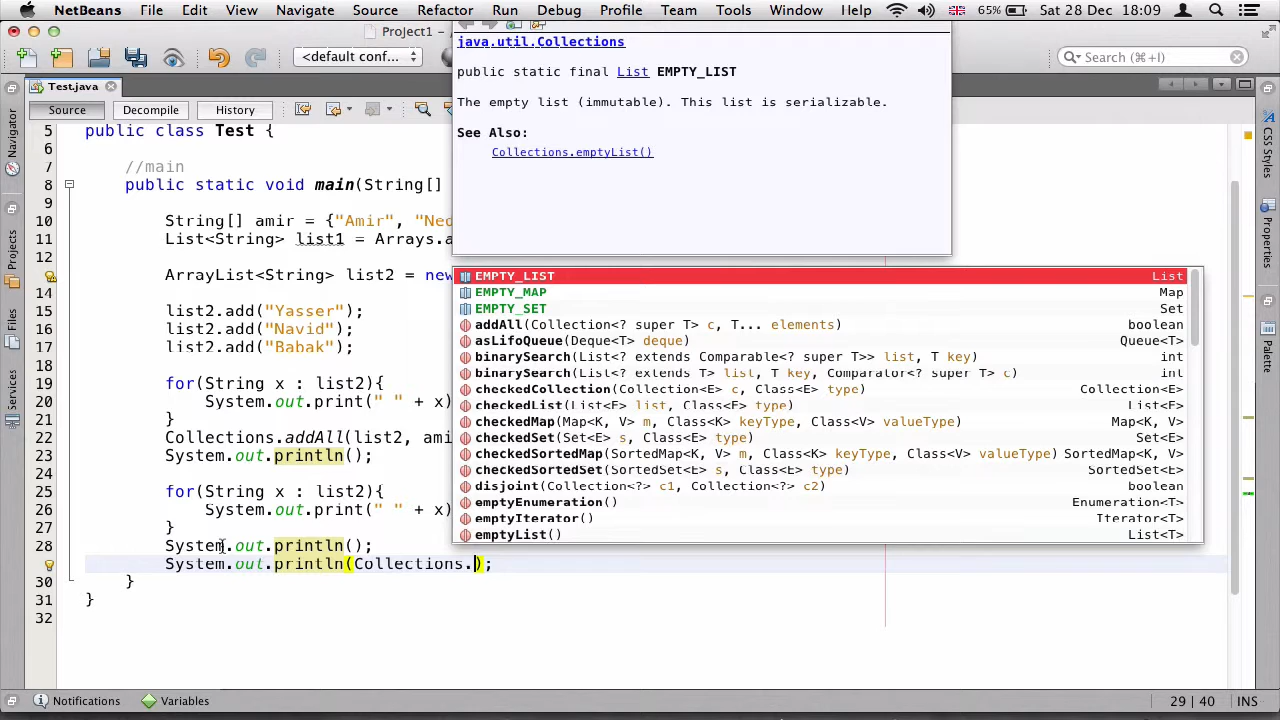 NetBeans File Edit View Navigate Source Refactor Run Debug Profile Team Tools Window Help 65% Sat 28 Dec 18:09
Project1 –
<default conf... Search (⌘+I)
Test.java
Source Decompile History
java.util.Collections
public static final List EMPTY_LIST
The empty list (immutable). This list is serializable.
See Also:
Collections.emptyList()
5 public class Test {
6
7 //main
8 public static void main(String[]
9
10 String[] amir = {"Amir", "Ned
11 List<String> list1 = Arrays.a
12
ArrayList<String> list2 = new
14
15 list2.add("Yasser");
16 list2.add("Navid");
17 list2.add("Babak");
18
19 for(String x : list2){
20 System.out.print(" " + x)
21 }
22 Collections.addAll(list2, ami
23 System.out.println();
24
25 for(String x : list2){
26 System.out.print(" " + x)
27 }
28 System.out.println();
System.out.println(Collections.);
30 }
31 }
32
EMPTY_LIST List
EMPTY_MAP Map
EMPTY_SET Set
addAll(Collection<? super T> c, T... elements) boolean
asLifoQueue(Deque<T> deque) Queue<T>
binarySearch(List<? extends Comparable<? super T>> list, T key) int
binarySearch(List<? extends T> list, T key, Comparator<? super T> c) int
checkedCollection(Collection<E> c, Class<E> type) Collection<E>
checkedList(List<E> list, Class<E> type) List<E>
checkedMap(Map<K, V> m, Class<K> keyType, Class<V> valueType) Map<K, V>
checkedSet(Set<E> s, Class<E> type) Set<E>
checkedSortedMap(SortedMap<K, V> m, Class<K> keyType, Class<V> valueType) SortedMap<K, V>
checkedSortedSet(SortedSet<E> s, Class<E> type) SortedSet<E>
disjoint(Collection<?> c1, Collection<?> c2) boolean
emptyEnumeration() Enumeration<T>
emptyIterator() Iterator<T>
emptyList() List<T>
Navigator
Projects
Files
Services
CSS styles
Properties
Palette
Notifications Variables 29 | 40 INS